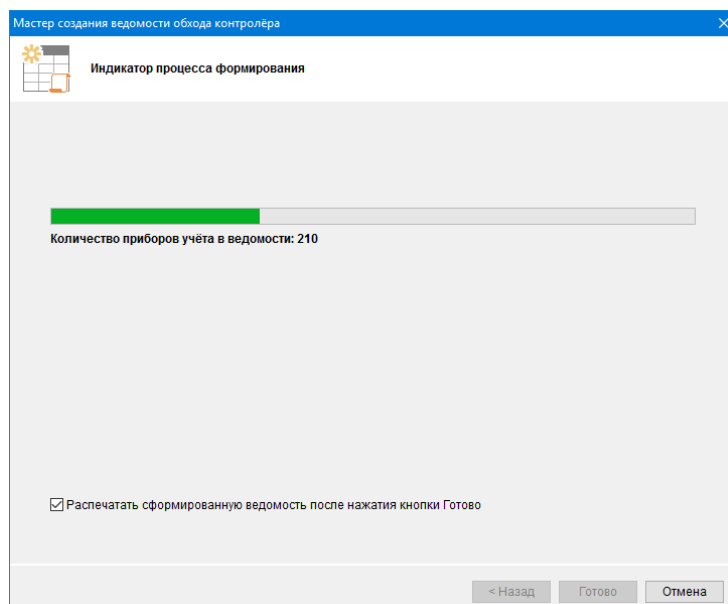 Мастер создания ведомости обхода контролёра
Индикатор процесса формирования
Количество приборов учёта в ведомости: 210
Распечатать сформированную ведомость после нажатия кнопки Готово
< Назад
Готово
Отмена